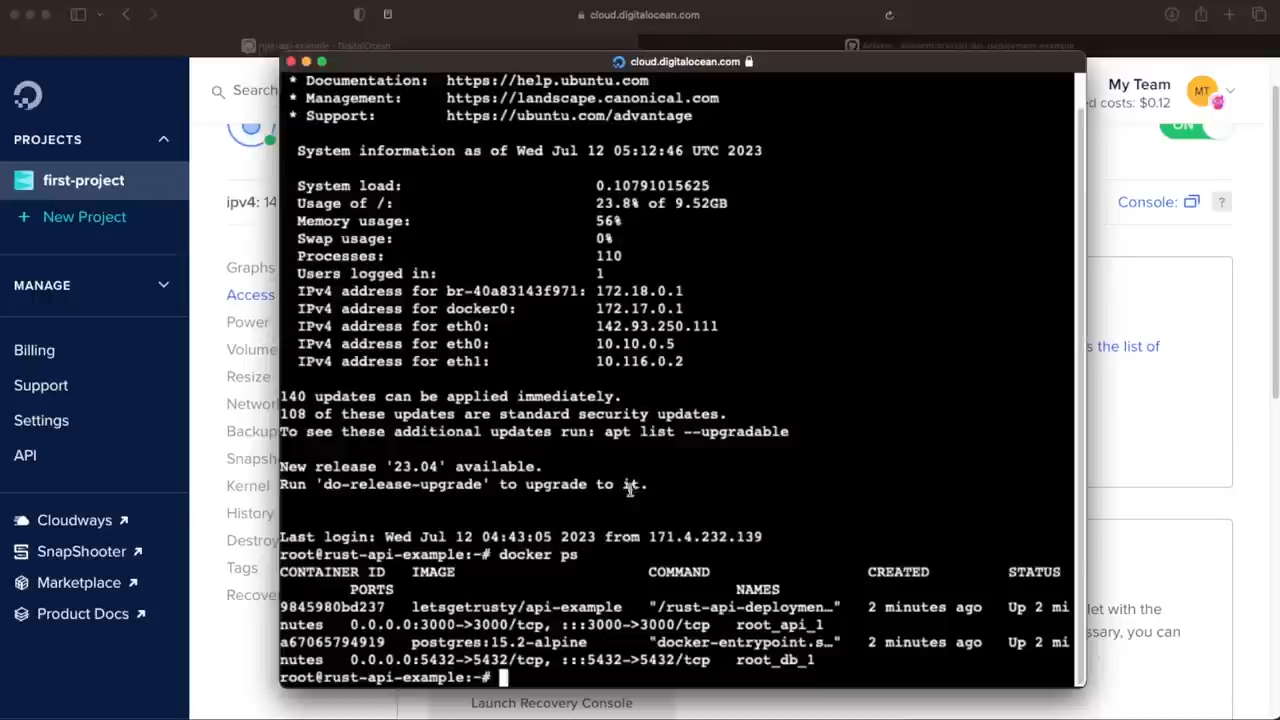 cloud.digitalocean.com
cloud.digitalocean.com
Search
My Team
MT
d costs: $0.12
ON
PROJECTS
first-project
+ New Project
MANAGE
Billing
Support
Settings
API
Cloudways
SnapShooter
Marketplace
Product Docs
ipv4: 14
Console:
?
Graphs
Access
Power
Volume
Resize
Networ
Backup
Snapsh
Kernel
History
Destroy
Tags
Recove
* Documentation: https://help.ubuntu.com
* Management: https://landscape.canonical.com
* Support: https://ubuntu.com/advantage
System information as of Wed Jul 12 05:12:46 UTC 2023
System load: 0.10791015625
Usage of /: 23.8% of 9.52GB
Memory usage: 56%
Swap usage: 0%
Processes: 110
Users logged in: 1
IPv4 address for br-40a83143f971: 172.18.0.1
IPv4 address for docker0: 172.17.0.1
IPv4 address for eth0: 142.93.250.111
IPv4 address for eth0: 10.10.0.5
IPv4 address for eth1: 10.116.0.2
140 updates can be applied immediately.
108 of these updates are standard security updates.
To see these additional updates run: apt list --upgradable
New release '23.04' available.
Run 'do-release-upgrade' to upgrade to it.
Last login: Wed Jul 12 04:43:05 2023 from 171.4.232.139
root@rust-api-example:~# docker ps
CONTAINER ID IMAGE COMMAND CREATED STATUS
PORTS NAMES
9845980bd237 letsgetrusty/api-example "/rust-api-deploymen…" 2 minutes ago Up 2 mi
nutes 0.0.0.0:3000->3000/tcp, :::3000->3000/tcp root_api_1
a67065794919 postgres:15.2-alpine "docker-entrypoint.s…" 2 minutes ago Up 2 mi
nutes 0.0.0.0:5432->5432/tcp, :::5432->5432/tcp root_db_1
root@rust-api-example:~#
s the list of
let with the
ssary, you can
Launch Recovery Console